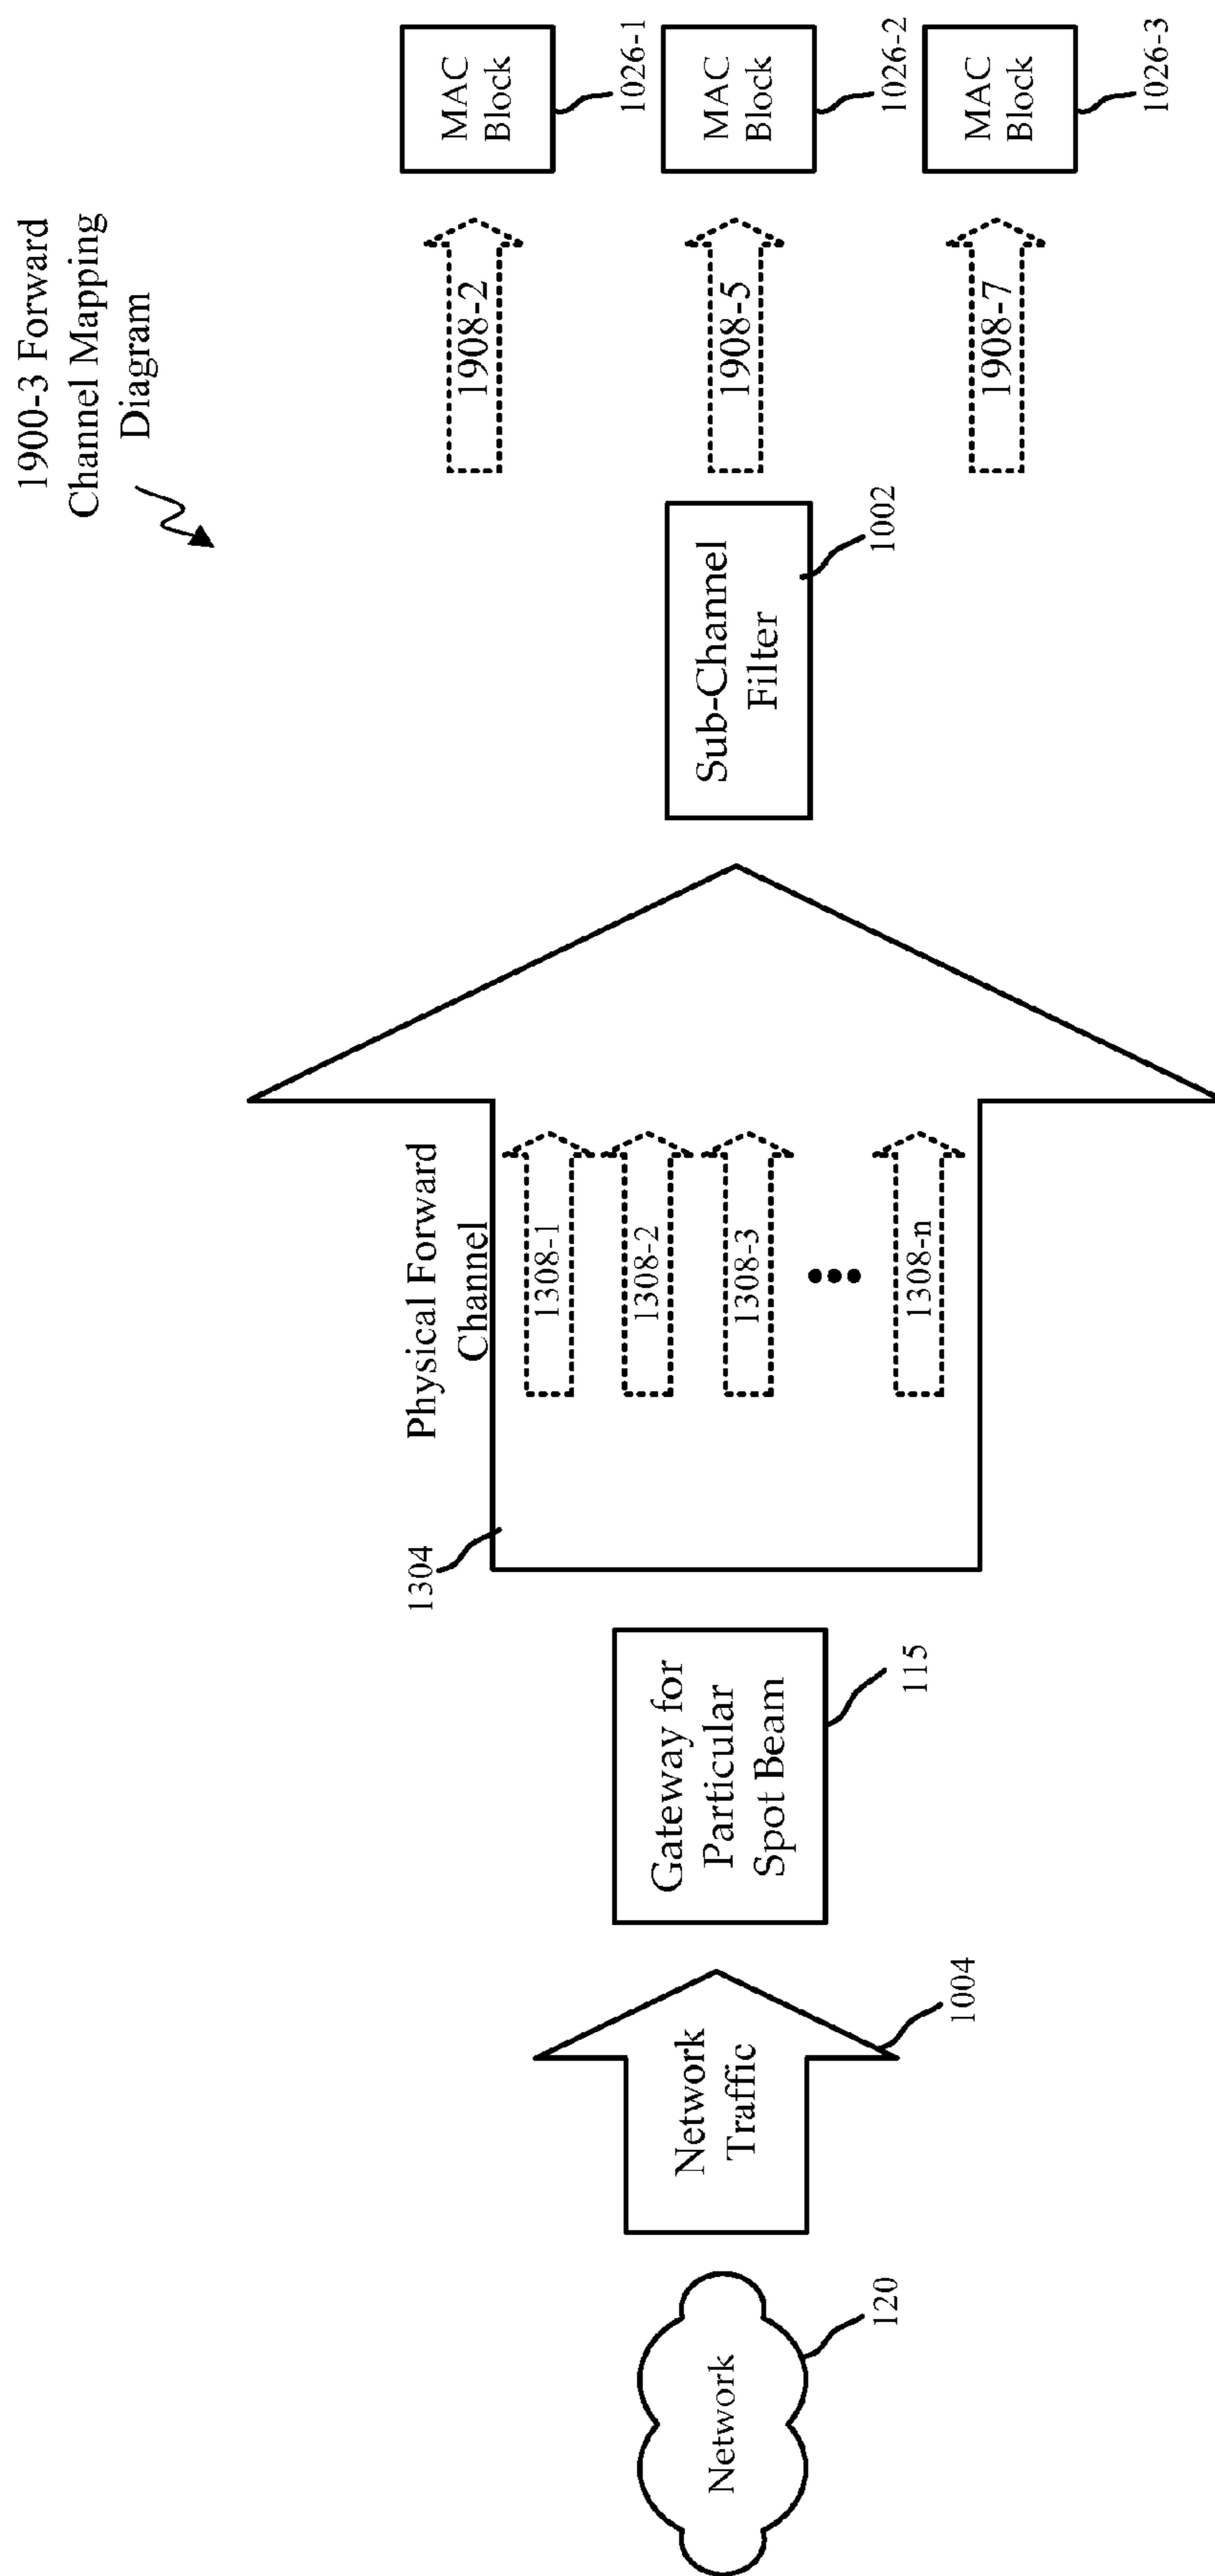 1900-3 Forward
Channel Mapping
Diagram
Network
120
Network
Traffic
1004
Gateway for
Particular
Spot Beam
115
1304
Physical Forward
Channel
1308-1
1308-2
1308-3
•••
1308-n
Sub-Channel
Filter
1002
1908-2
1908-5
1908-7
MAC
Block
1026-1
MAC
Block
1026-2
MAC
Block
1026-3